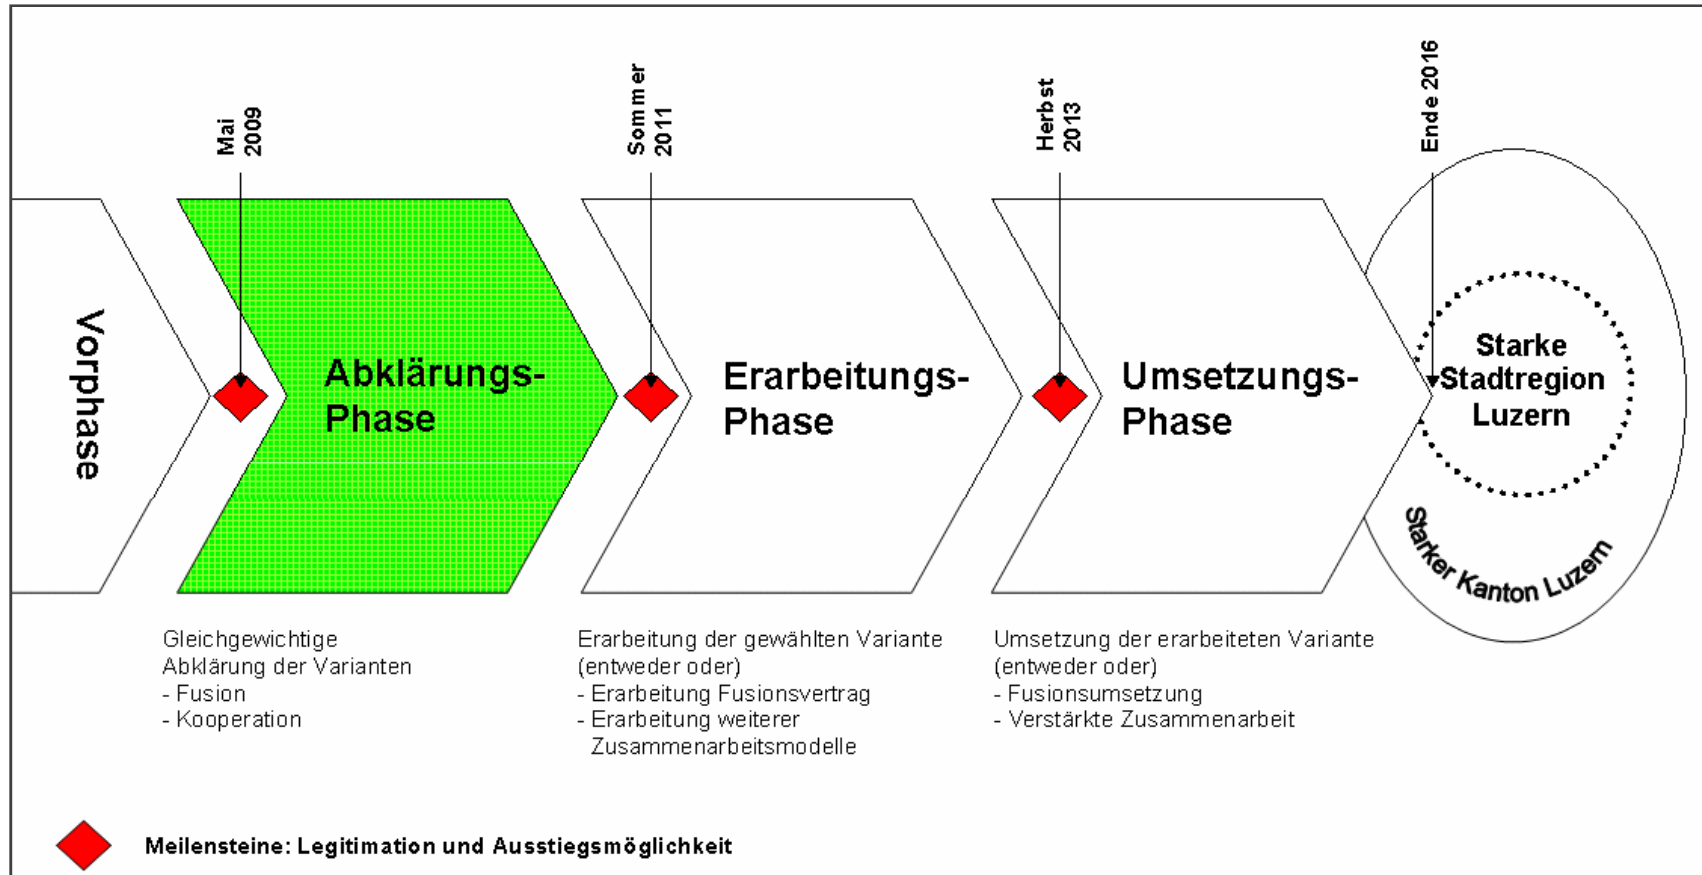 Mai
2009
Sommer
2011
Herbst
2013
Ende 2016
Vorphase
Abklärungs-
Phase
Erarbeitungs-
Phase
Umsetzungs-
Phase
Starke
Stadtregion
Luzern
Starker Kanton Luzern
Gleichgewichtige
Abklärung der Varianten
- Fusion
- Kooperation
Erarbeitung der gewählten Variante
(entweder oder)
- Erarbeitung Fusionsvertrag
- Erarbeitung weiterer
Zusammenarbeitsmodelle
Umsetzung der erarbeiteten Variante
(entweder oder)
- Fusionsumsetzung
- Verstärkte Zusammenarbeit
Meilensteine: Legitimation und Ausstiegsmöglichkeit